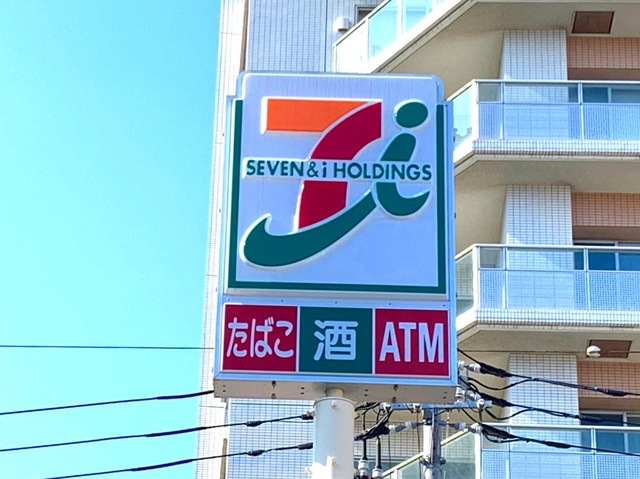 SEVEN & i HOLDINGS
たばこ 酒 ATM